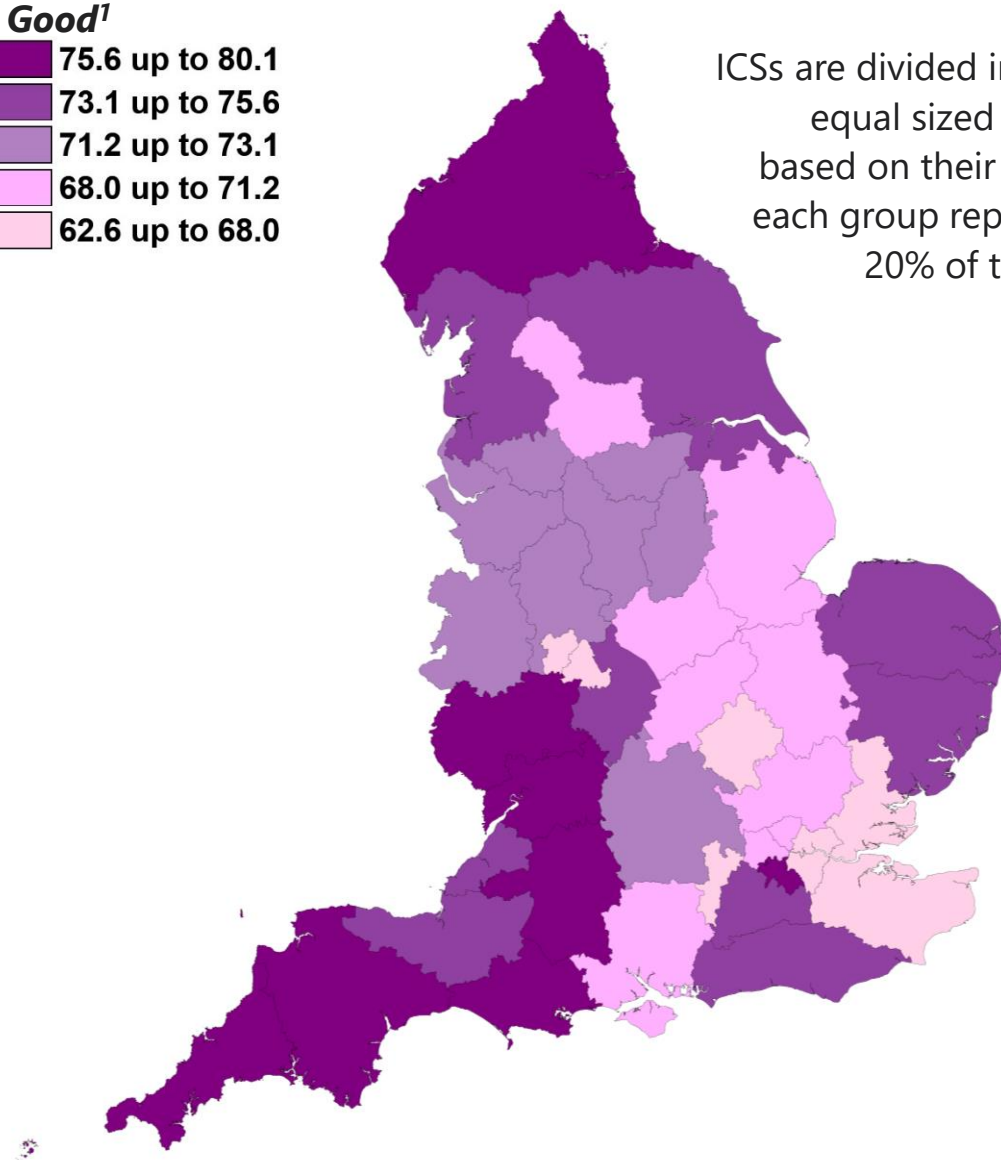 Good¹
75.6 up to 80.1
73.1 up to 75.6
71.2 up to 73.1
68.0 up to 71.2
62.6 up to 68.0
ICSs are divided
equal sized
based on their
each group
20% of